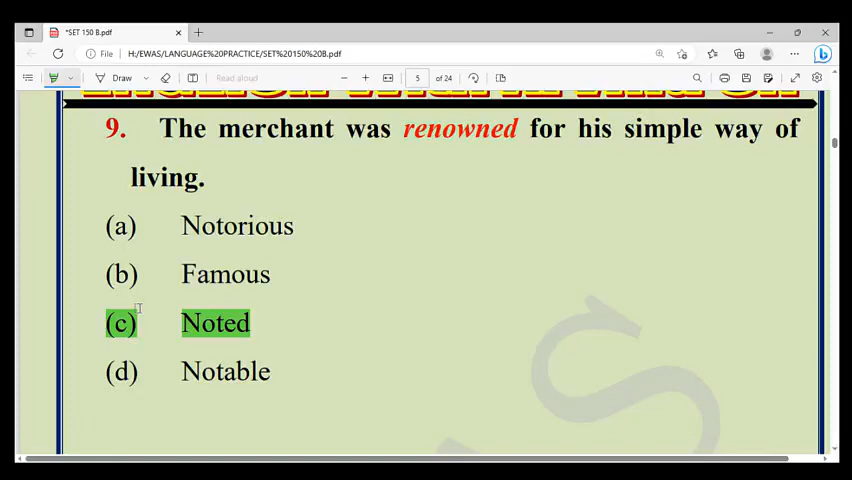 *SET 150 B.pdf
File
H:/EWAS/LANGUAGE%20PRACTICE/SET%20150%20B.pdf
Draw
Read aloud
5
of 24
9. The merchant was renowned for his simple way of
living.
(a) Notorious
(b) Famous
(c) Noted
(d) Notable